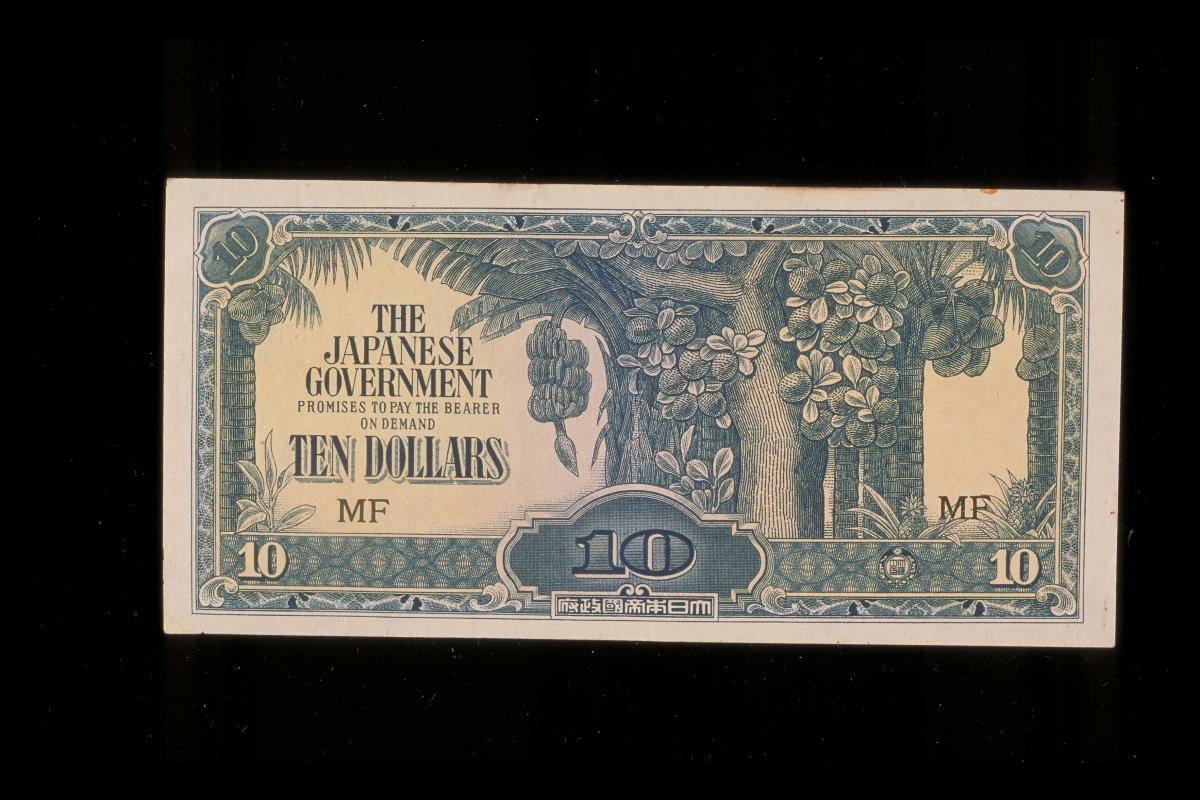 10
10
THE
JAPANESE
GOVERNMENT
PROMISES TO PAY THE BEARER
ON DEMAND
TEN DOLLARS
MF
MF
10
10
10
府政國帝本日大